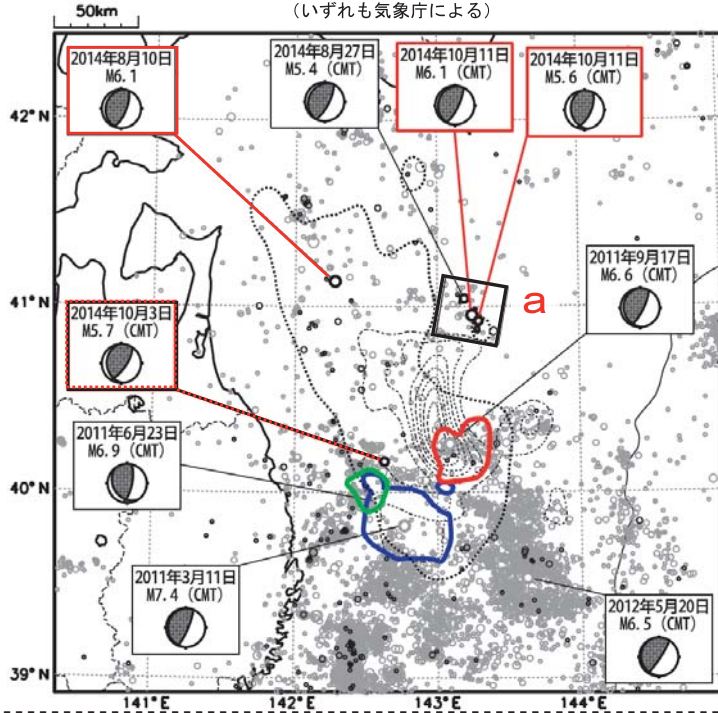 50km
(いずれも気象庁による)
2014年8月10日
M6.1
2014年8月27日
M5.4 (CMT)
2014年10月11日
M6.1 (CMT)
2014年10月11日
M5.6 (CMT)
42°N
2011年9月17日
M6.6 (CMT)
41°N
a
2014年10月3日
M5.7 (CMT)
2011年6月23日
M6.9 (CMT)
40°N
2011年3月11日
M7.4 (CMT)
2012年5月20日
M6.5 (CMT)
39°N
141°E
142°E
143°E
144°E